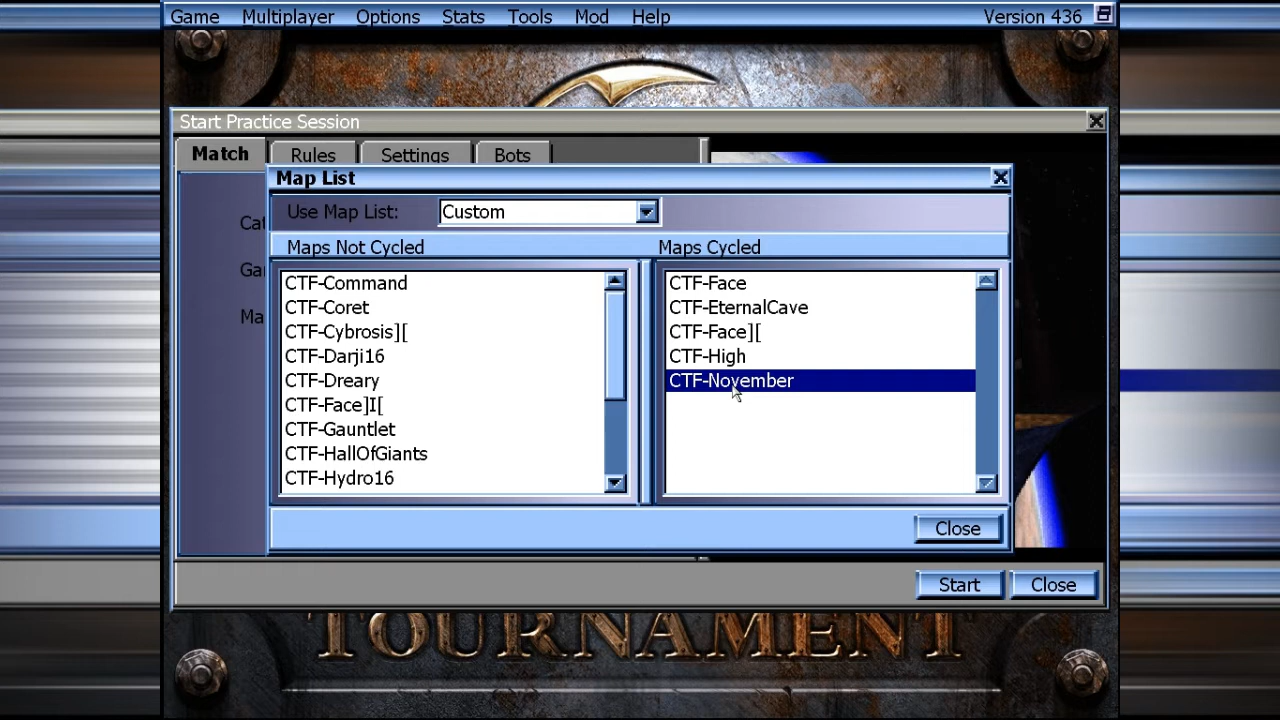 Game Multiplayer Options Stats Tools Mod Help Version 436
Start Practice Session
Match Rules Settings Bots
Map List
Use Map List: Custom
Maps Not Cycled Maps Cycled
CTF-Command CTF-Face
CTF-Coret CTF-EternalCave
CTF-Cybrosis][ CTF-Face][
CTF-Darji16 CTF-High
CTF-Dreary CTF-November
CTF-Face]I[
CTF-Gauntlet
CTF-HallOfGiants
CTF-Hydro16
Cat
Ga
Ma
Close
Start Close
TOURNAMENT